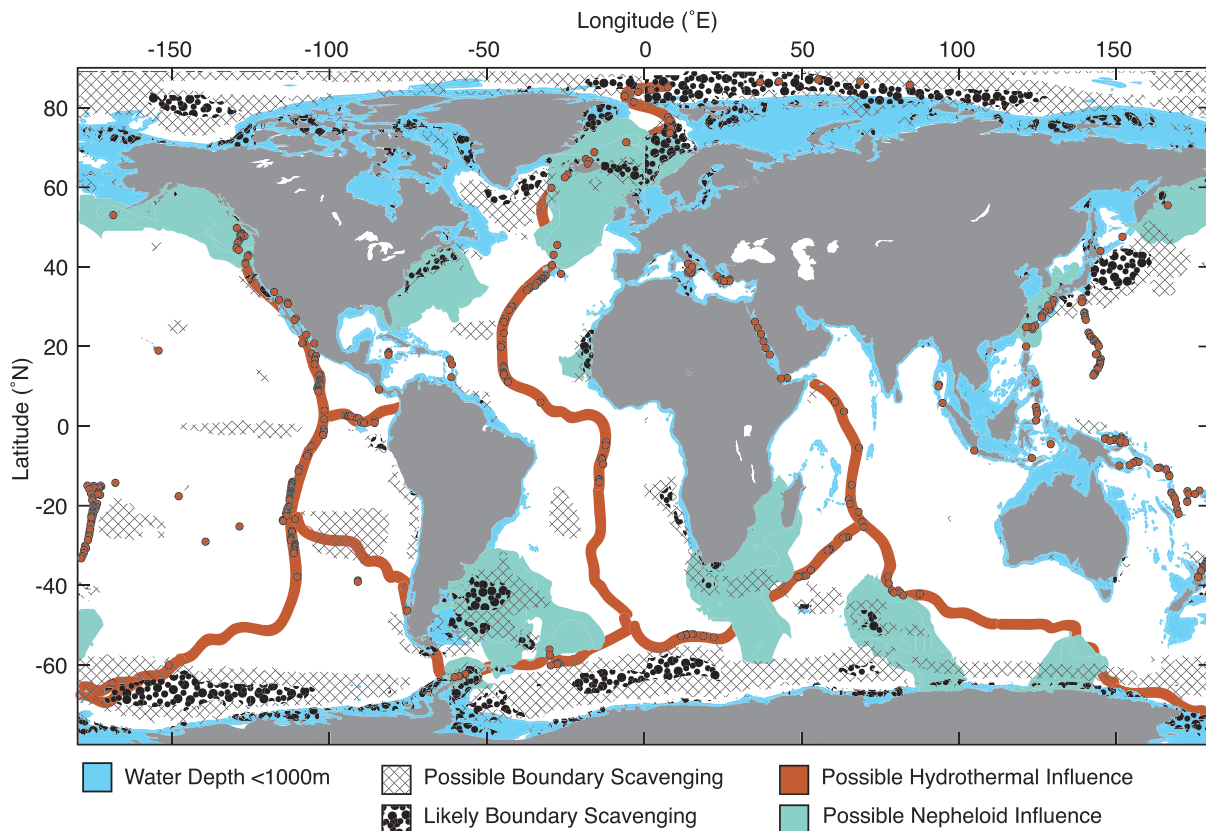 Longitude (˚E)
-150 -100 -50 0 50 100 150
80
60
40
20
0
-20
-40
-60
Latitude (˚N)
Water Depth <1000m
Possible Boundary Scavenging
Possible Hydrothermal Influence
Likely Boundary Scavenging
Possible Nepheloid Influence